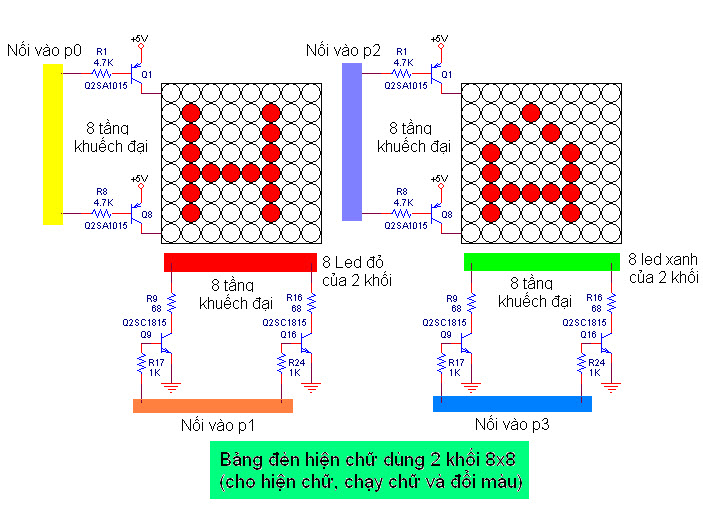 Nối vào p0
R1
4.7K
+5V
Q1
Q2SA1015
8 tầng
khuếch đại
R8
4.7K
+5V
Q8
Q2SA1015
Nối vào p2
R1
4.7K
+5V
Q1
Q2SA1015
8 tầng
khuếch đại
R8
4.7K
+5V
Q8
Q2SA1015
8 Led đỏ
của 2 khối
8 tầng
khuếch đại
R9
68
R16
68
Q2SC1815
Q9
Q2SC1815
Q16
R17
1K
R24
1K
Nối vào p1
8 led xanh
của 2 khối
8 tầng
khuếch đại
R9
68
R16
68
Q2SC1815
Q9
Q2SC1815
Q16
R17
1K
R24
1K
Nối vào p3
Bảng đèn hiện chữ dùng 2 khối 8x8
(cho hiện chữ, chạy chữ và đổi màu)